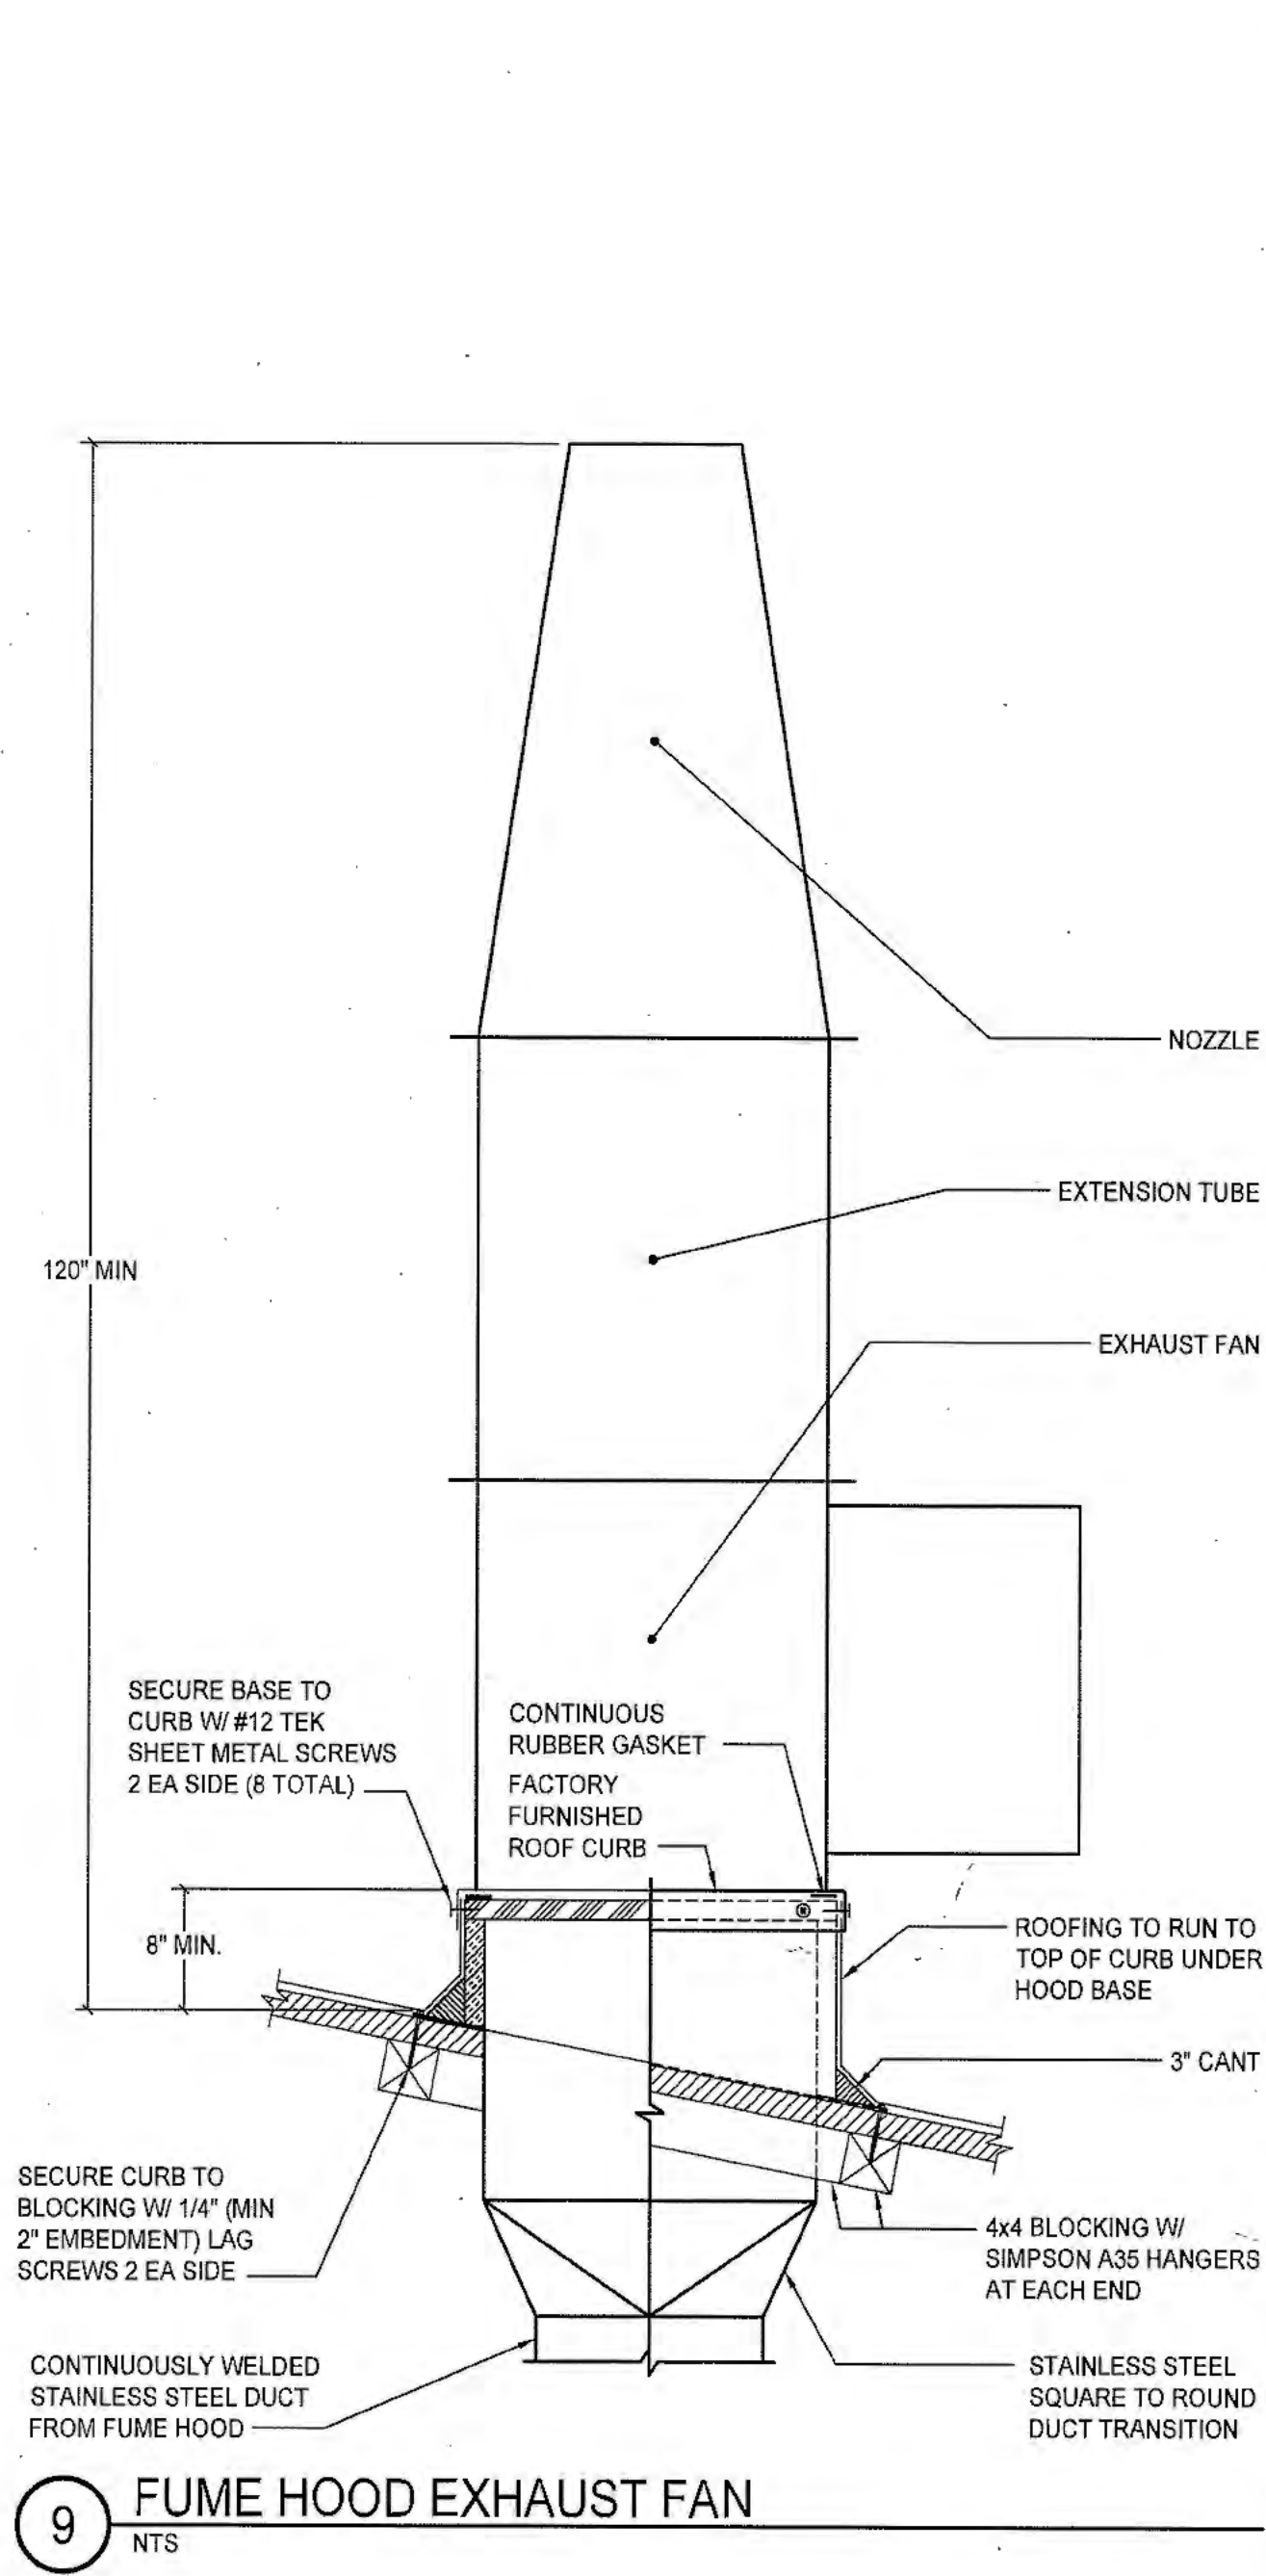 NOZZLE
EXTENSION TUBE
120" MIN
EXHAUST FAN
SECURE BASE TO
CURB W/ #12 TEK
SHEET METAL SCREWS
2 EA SIDE (8 TOTAL)
CONTINUOUS
RUBBER GASKET
FACTORY
FURNISHED
ROOF CURB
8" MIN.
ROOFING TO RUN TO
TOP OF CURB UNDER
HOOD BASE
3" CANT
SECURE CURB TO
BLOCKING W/ 1/4" (MIN
2" EMBEDMENT) LAG
SCREWS 2 EA SIDE
4x4 BLOCKING W/
SIMPSON A35 HANGERS
AT EACH END
CONTINUOUSLY WELDED
STAINLESS STEEL DUCT
FROM FUME HOOD
STAINLESS STEEL
SQUARE TO ROUND
DUCT TRANSITION
9
FUME HOOD EXHAUST FAN
NTS